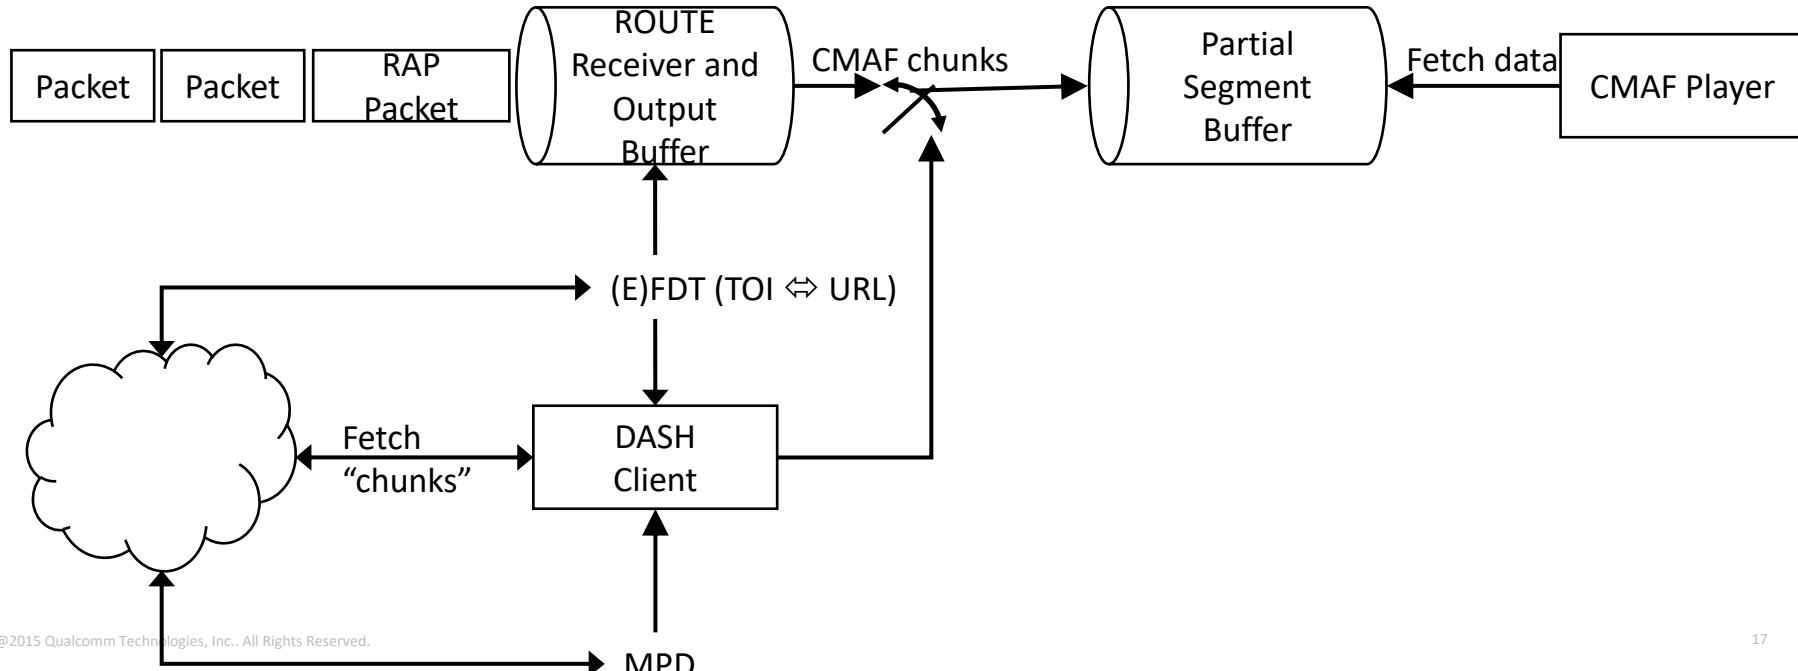 Packet
Packet
RAP
Packet
ROUTE
Receiver and
Output
Buffer
CMAF chunks
Partial
Segment
Buffer
Fetch data
CMAF Player
(E)FDT (TOI ⬄ URL)
Fetch
“chunks”
DASH
Client
MPD
@2015 Qualcomm Technologies, Inc.. All Rights Reserved.
17